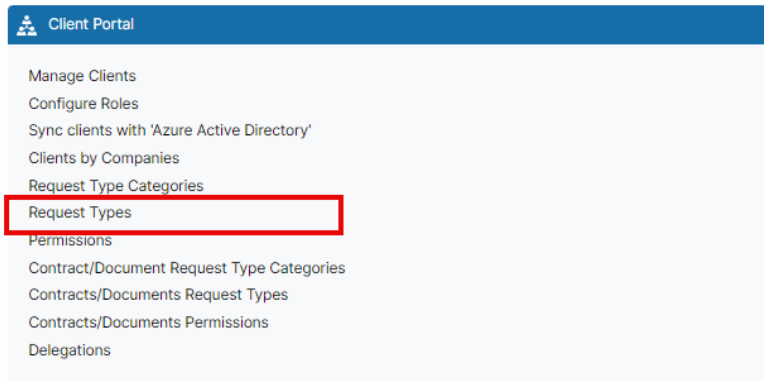 Client Portal
Manage Clients
Configure Roles
Sync clients with 'Azure Active Directory'
Clients by Companies
Request Type Categories
Request Types
Permissions
Contract/Document Request Type Categories
Contracts/Documents Request Types
Contracts/Documents Permissions
Delegations